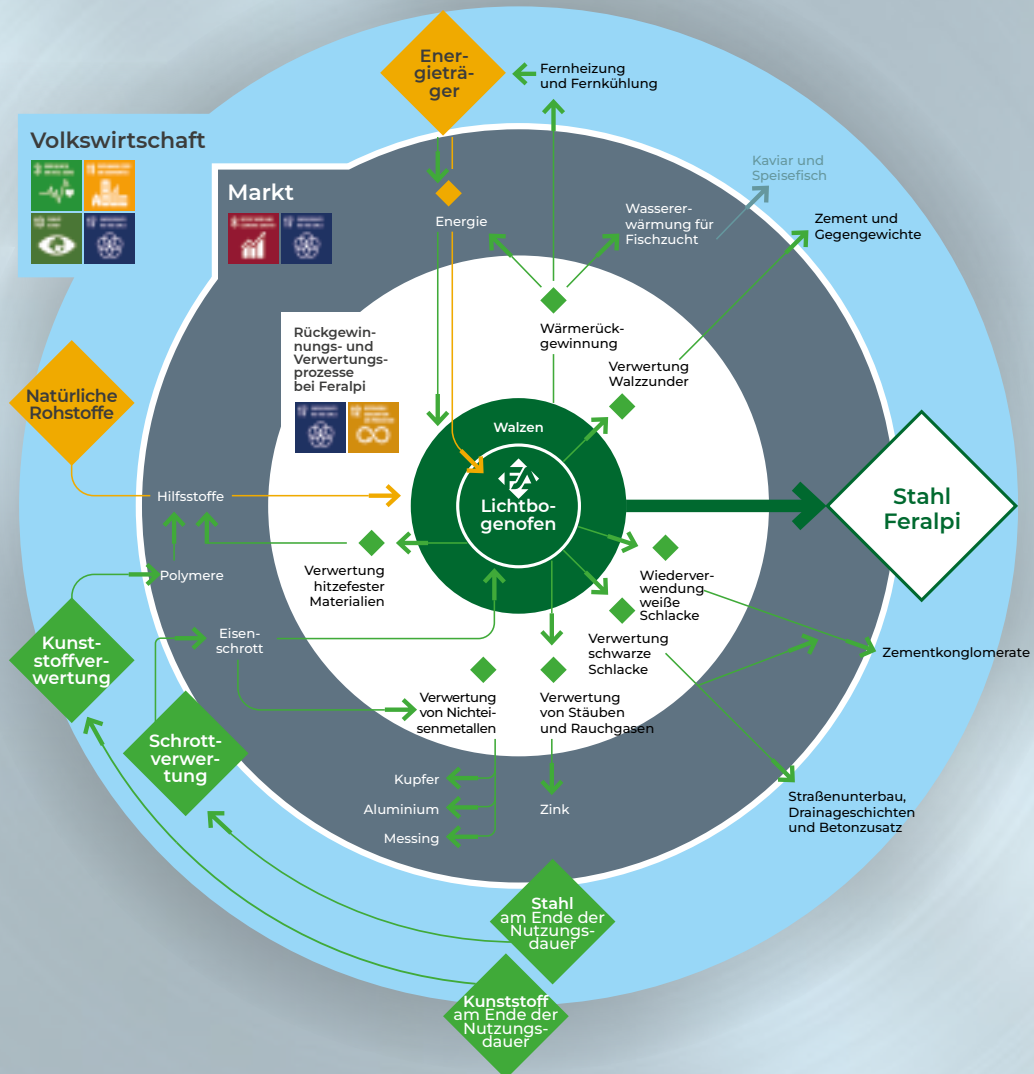 Ener-
gieträ-
ger
Fernheizung
und Fernkühlung
Volkswirtschaft
Markt
Kaviar und
Speisefisch
Energie
Wasserer-
wärmung für
Fischzucht
Zement und
Gegengewichte
Wärmerück-
gewinnung
Rückgewin-
nungs- und
Verwertungs-
prozesse
bei Feralpi
Verwertung
Walzzunder
Natürliche
Rohstoffe
Walzen
Lichtbo-
genofen
Stahl
Feralpi
Hilfsstoffe
Polymere
Verwertung
hitzefester
Materialien
Wiederver-
wendung
weiße
Schlacke
Verwertung
schwarze
Schlacke
Eisen-
schrott
Kunst-
stoffver-
wertung
Zementkonglomerate
Verwertung
von Nichtei-
senmetallen
Verwertung
von Stäuben
und Rauchgasen
Schrott-
verwer-
tung
Kupfer
Aluminium
Messing
Zink
Straßenunterbau,
Drainageschichten
und Betonzusatz
Stahl
am Ende der
Nutzungs-
dauer
Kunststoff
am Ende der
Nutzungs-
dauer